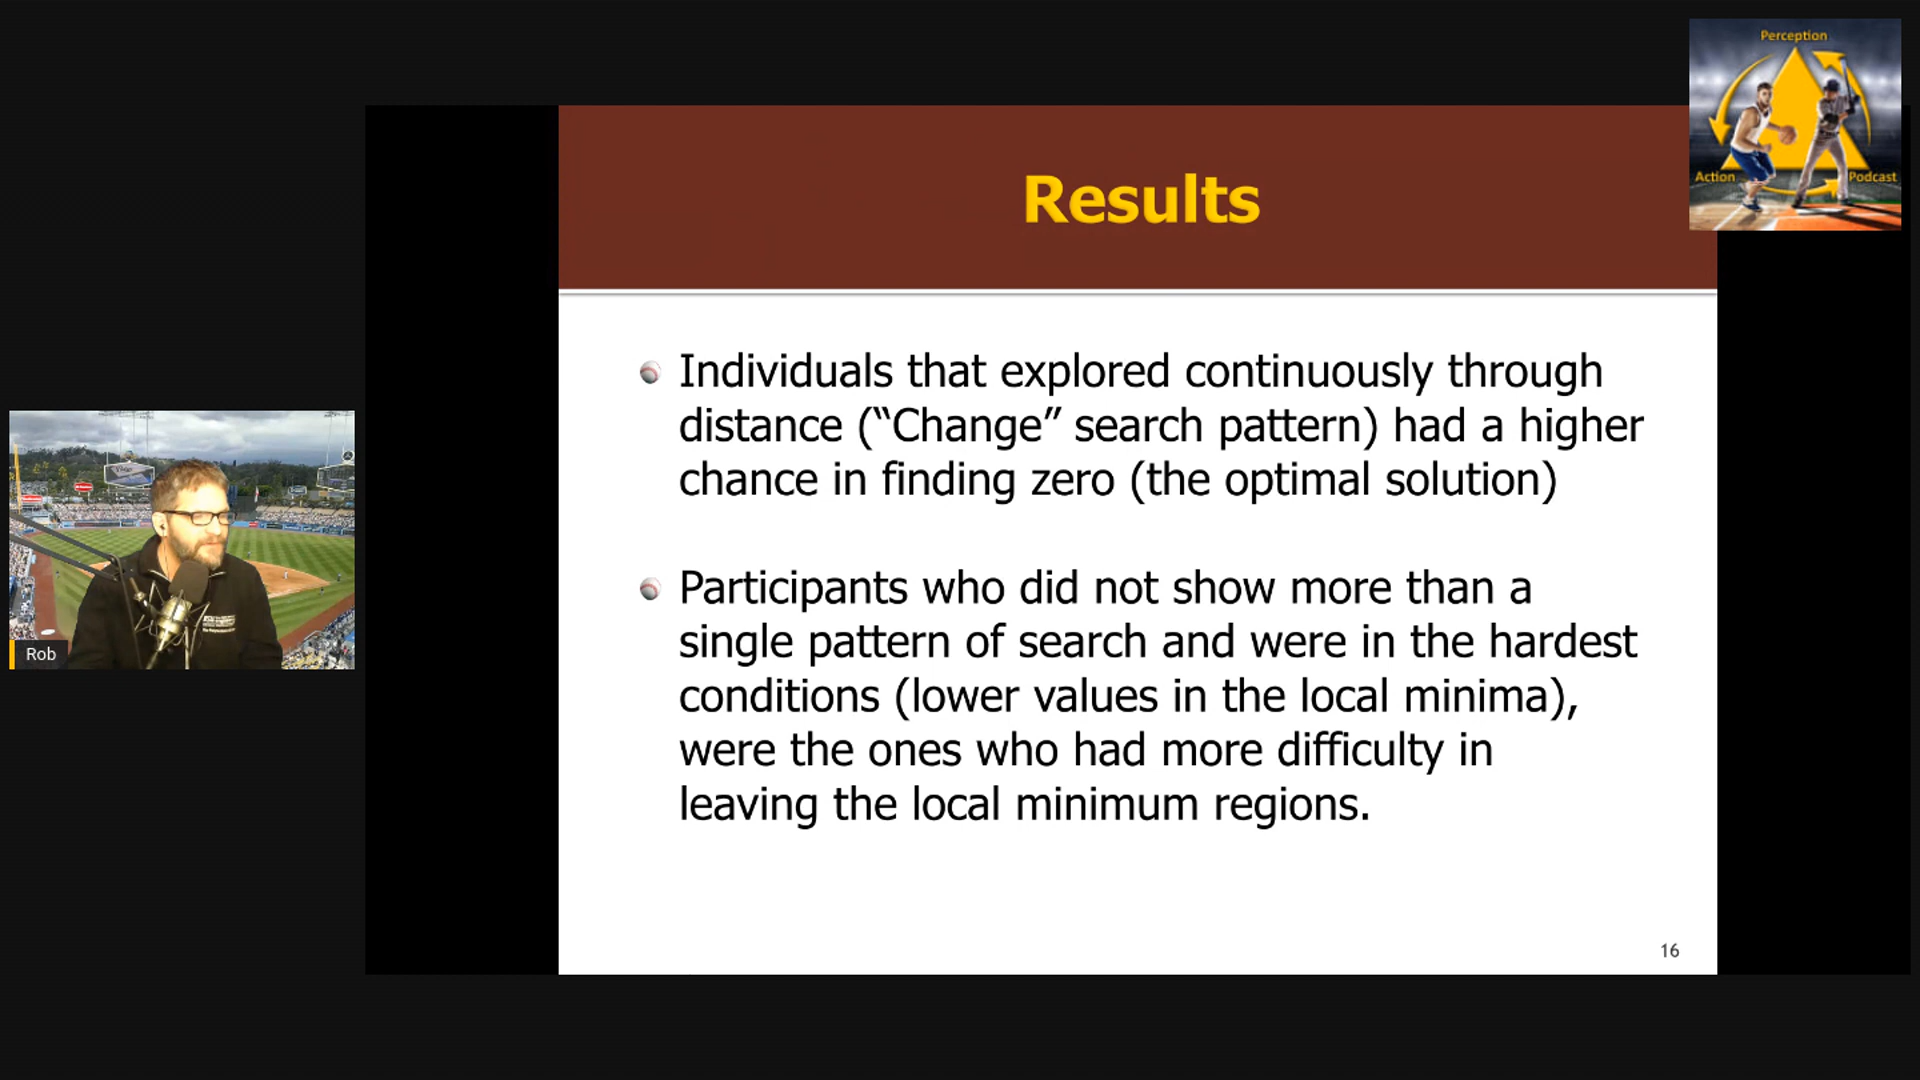 Perception
Action
Podcast
Results
Individuals that explored continuously through
distance (“Change” search pattern) had a higher
chance in finding zero (the optimal solution)
Participants who did not show more than a
single pattern of search and were in the hardest
conditions (lower values in the local minima),
were the ones who had more difficulty in
leaving the local minimum regions.
16
Rob